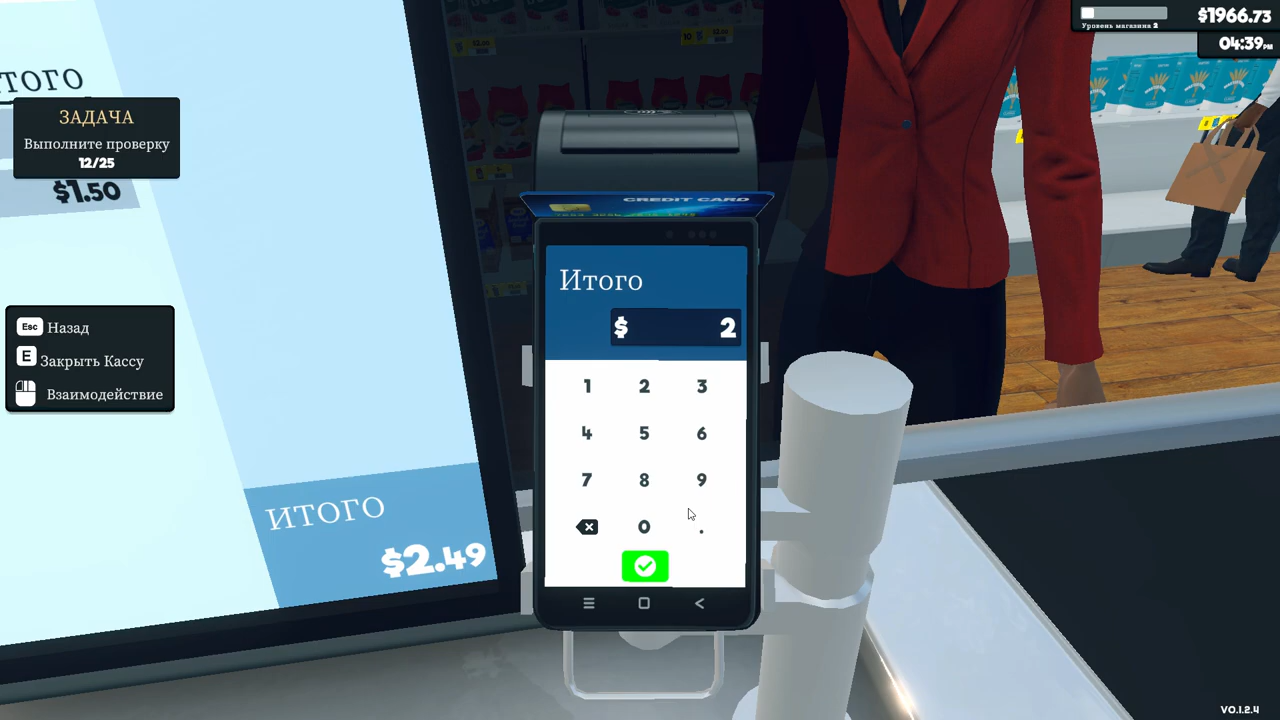 ТОГО
ЗАДАЧА
Выполните проверку
12/25
$1.50
Esc Назад
E Закрыть Кассу
Взаимодействие
ИТОГО
$2.49
CREDIT CARD
Итого
$ 2
1 2 3
4 5 6
7 8 9
0 .
$1966.73
Уровень магазина 2
04:39PM
V0.1.2.4